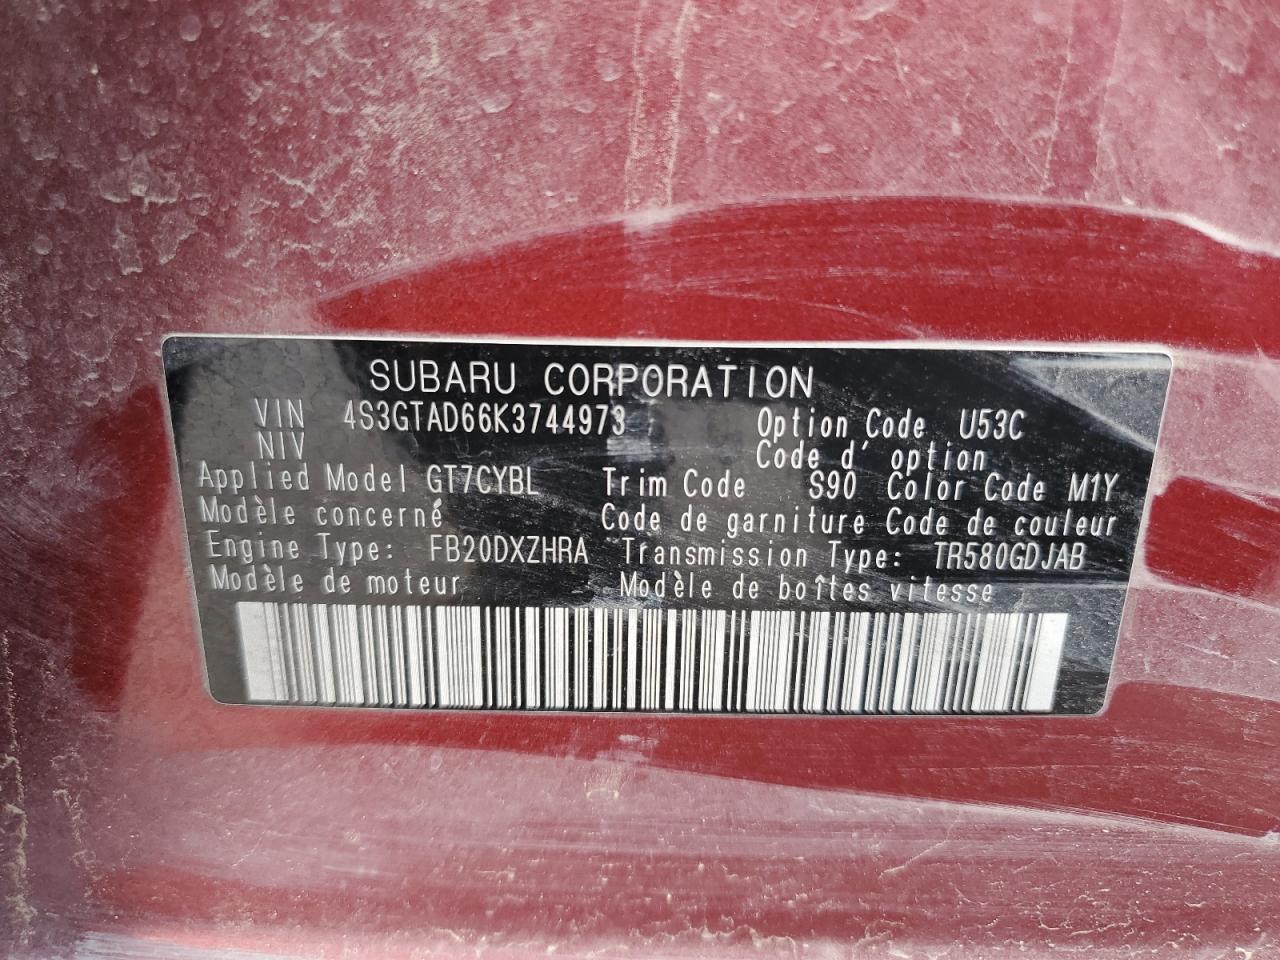 SUBARU CORPORATION
VIN 4S3GTAD66K3744973 Option Code U53C
NIV Code d' option
Applied Model GT7CYBL Trim Code S90 Color Code M1Y
Modèle concerné Code de garniture Code de couleur
Engine Type: FB20DXZHRA Transmission Type: TR580GDJAB
Modèle de moteur Modèle de boîtes vitesse